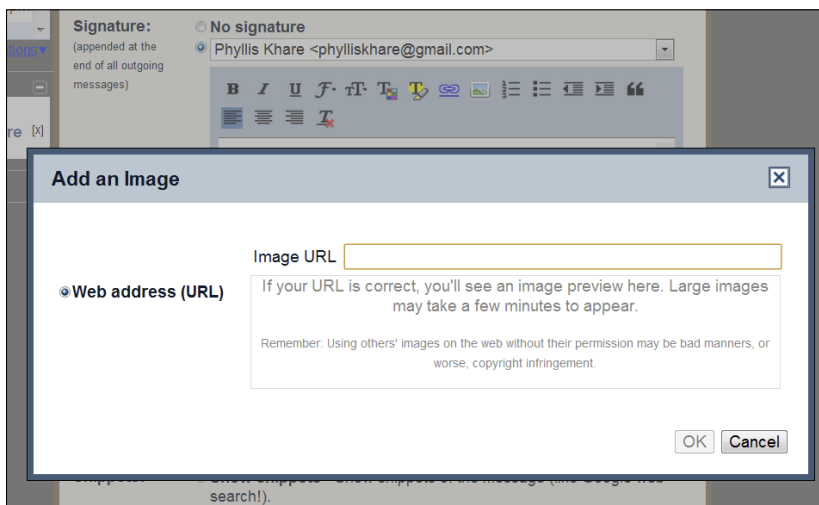 Signature:
No signature
(appended at the
end of all outgoing
messages)
Phyllis Khare <phylliskhare@gmail.com>
B I U
re [X]
Add an Image
Image URL
Web address (URL)
If your URL is correct, you'll see an image preview here. Large images
may take a few minutes to appear.
Remember: Using others' images on the web without their permission may be bad manners, or
worse, copyright infringement.
OK Cancel
search!).